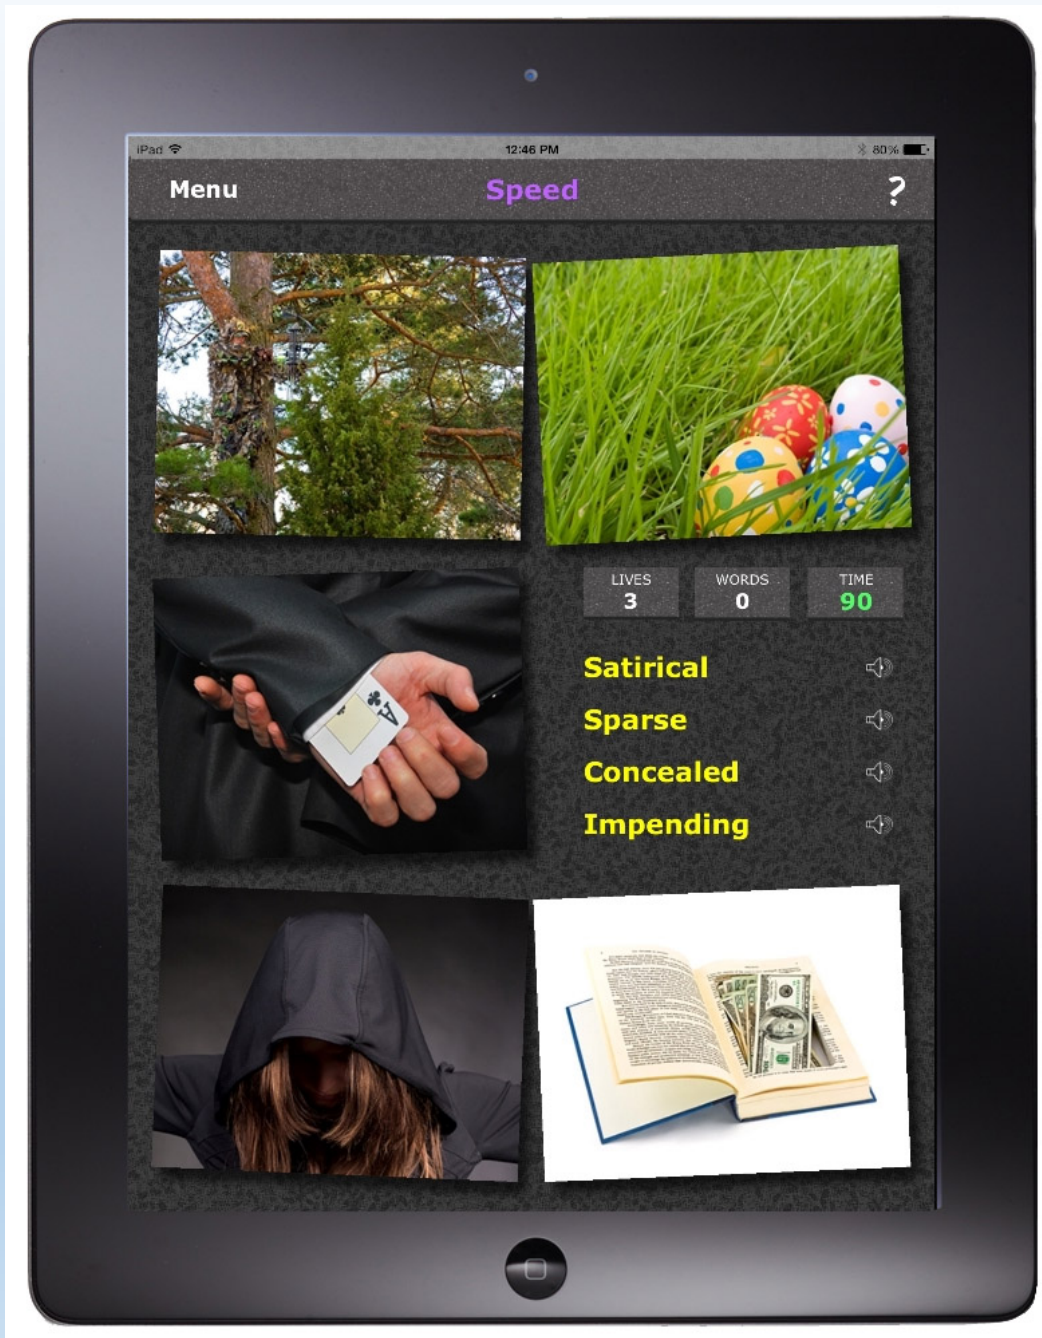 iPad 12:46 PM 80%
Menu Speed ?
LIVES WORDS TIME
3 0 90
Satirical
Sparse
Concealed
Impending
A